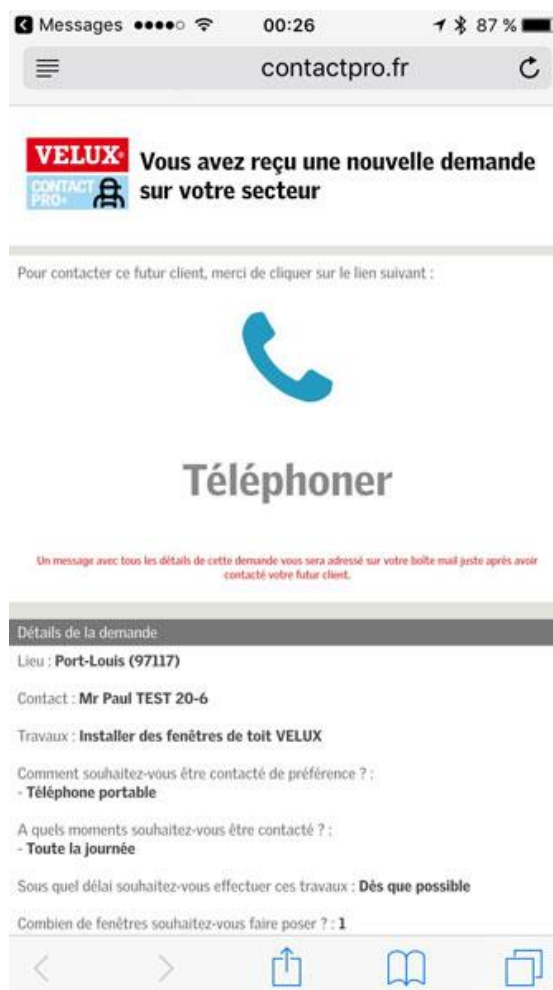 Messages 00:26 87 %
contactpro.fr
VELUX
CONTACT
PRO+
Vous avez reçu une nouvelle demande
sur votre secteur
Pour contacter ce futur client, merci de cliquer sur le lien suivant :
Téléphoner
Un message avec tous les détails de cette demande vous sera adressé sur votre boîte mail juste après avoir
contacté votre futur client.
Détails de la demande
Lieu : Port-Louis (97117)
Contact : Mr Paul TEST 20-6
Travaux : Installer des fenêtres de toit VELUX
Comment souhaitez-vous être contacté de préférence ? :
- Téléphone portable
A quels moments souhaitez-vous être contacté ? :
- Toute la journée
Sous quel délai souhaitez-vous effectuer ces travaux : Dès que possible
Combien de fenêtres souhaitez-vous faire poser ? : 1